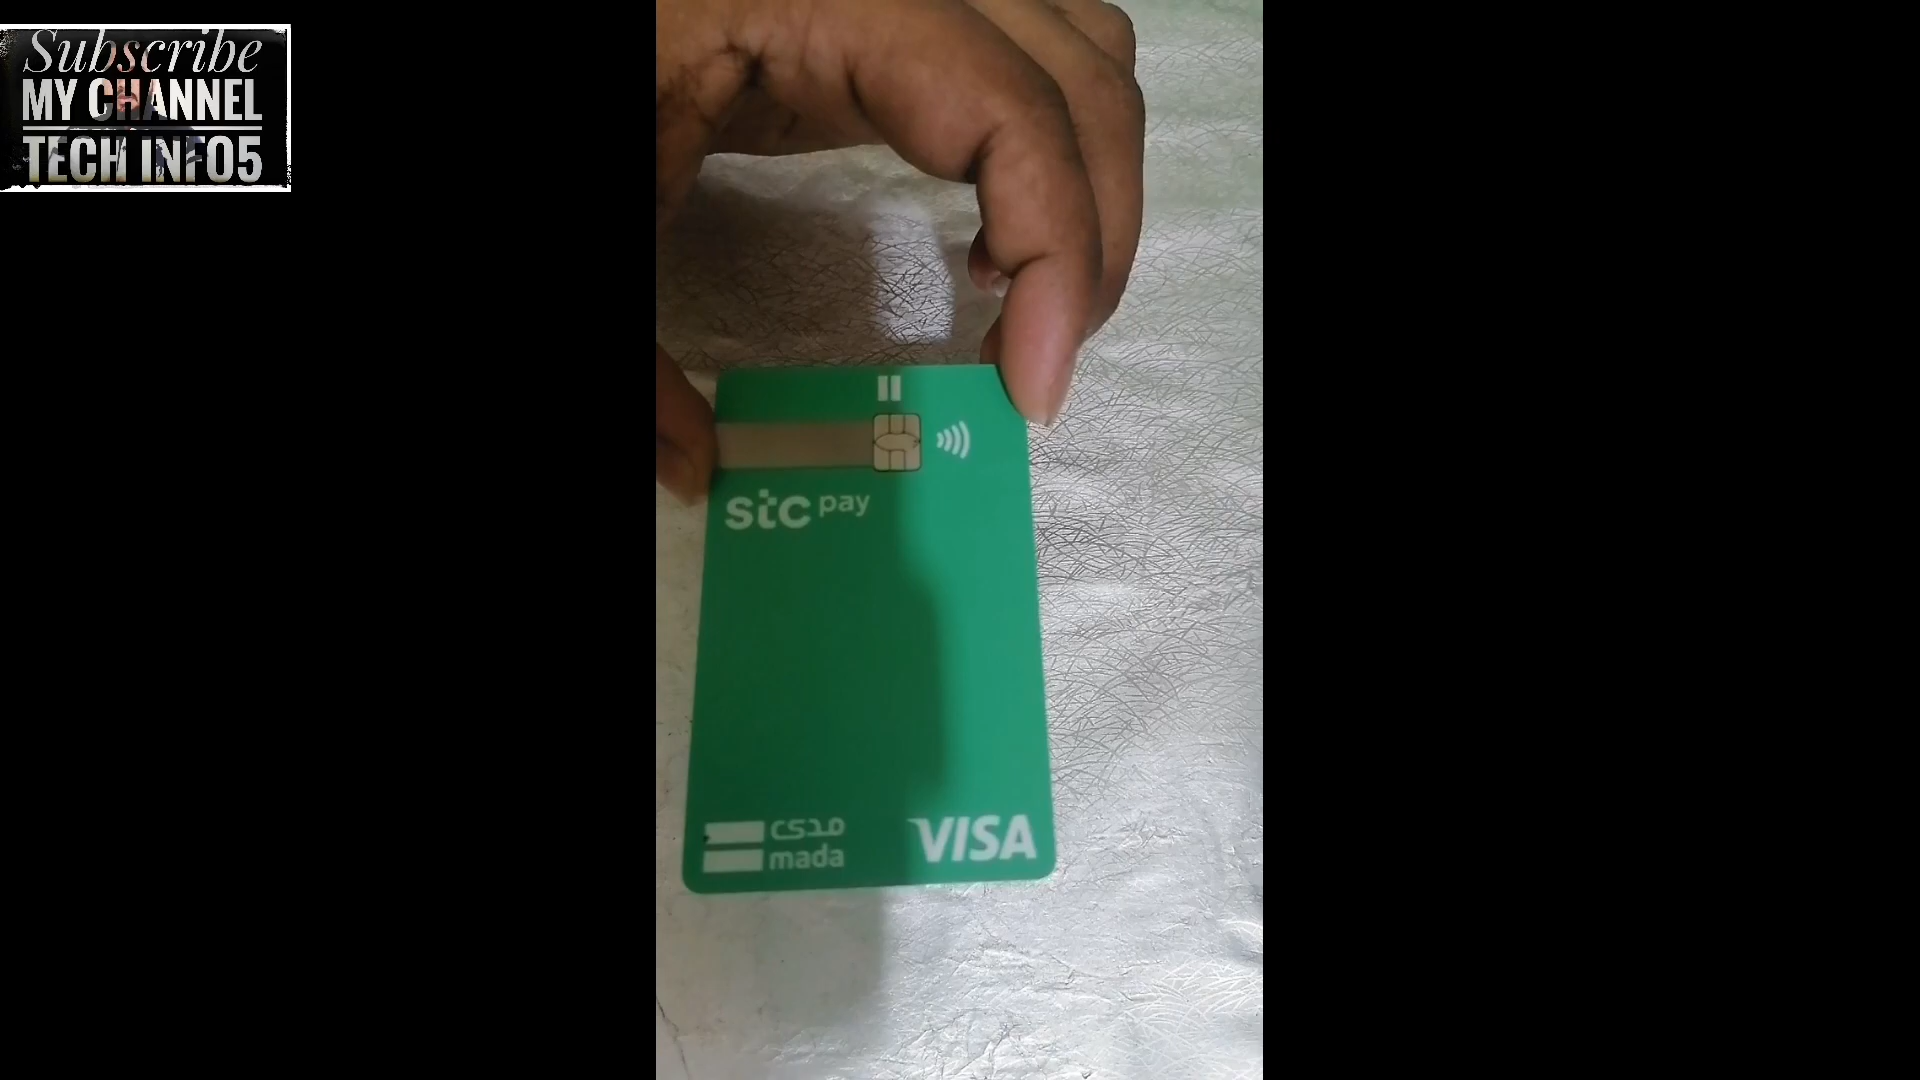 Subscribe
MY CHANNEL
TECH INFO5
stc pay
مدى
mada
VISA